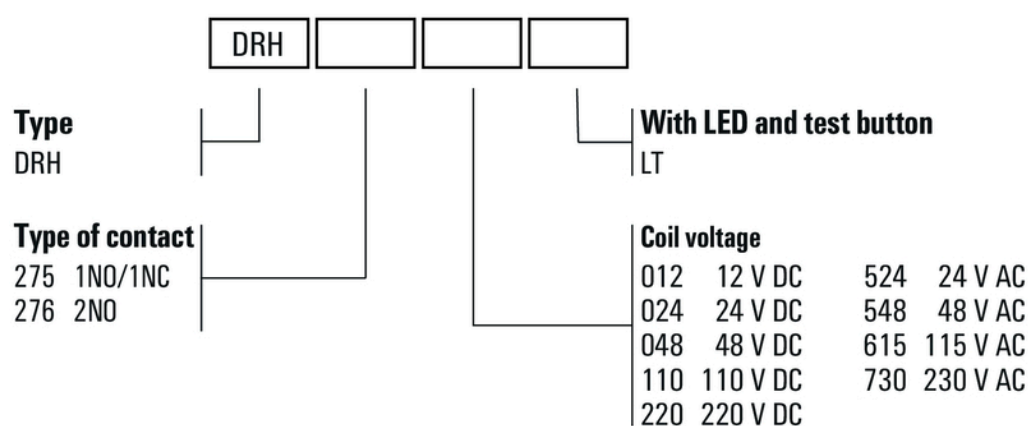 DRH
Type
DRH
With LED and test button
LT
Type of contact
275 1NO/1NC
276 2NO
Coil voltage
012 12 V DC 524 24 V AC
024 24 V DC 548 48 V AC
048 48 V DC 615 115 V AC
110 110 V DC 730 230 V AC
220 220 V DC